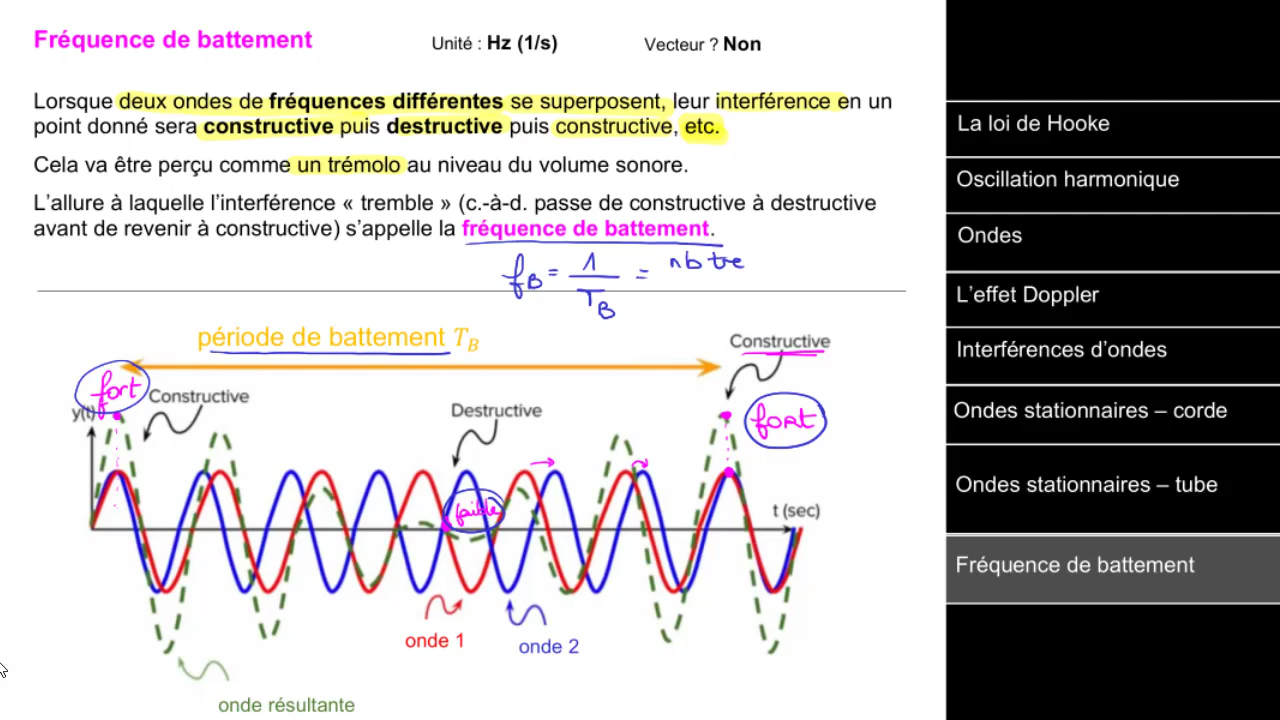 Fréquence de battement
Unité : Hz (1/s)
Vecteur ? Non
Lorsque deux ondes de fréquences différentes se superposent, leur interférence en un
point donné sera constructive puis destructive puis constructive, etc.
Cela va être perçu comme un trémolo au niveau du volume sonore.
L'allure à laquelle l'interférence « tremble » (c.-à-d. passe de constructive à destructive
avant de revenir à constructive) s'appelle la fréquence de battement.
f_B = 1/T_B = nb tre
période de battement T_B
Constructive
fort
Constructive
Destructive
fort
y(t)
faible
t (sec)
onde 1
onde 2
onde résultante
La loi de Hooke
Oscillation harmonique
Ondes
L'effet Doppler
Interférences d'ondes
Ondes stationnaires – corde
Ondes stationnaires – tube
Fréquence de battement